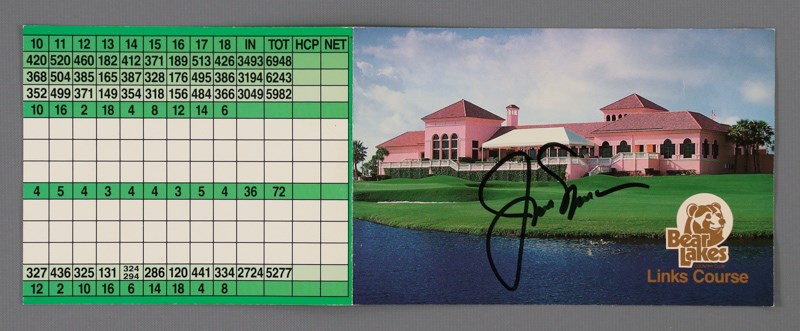 10 11 12 13 14 15 16 17 18 IN TOT HCP NET
420 520 460 182 412 371 189 513 426 3493 6948
368 504 385 165 387 328 176 495 386 3194 6243
352 499 371 149 354 318 156 484 366 3049 5982
10 16 2 18 4 8 12 14 6
4 5 4 3 4 4 3 5 4 36 72
327 436 325 131 324 294 286 120 441 334 2724 5277
12 2 10 16 6 14 18 4 8
Bear
Lakes
Links Course